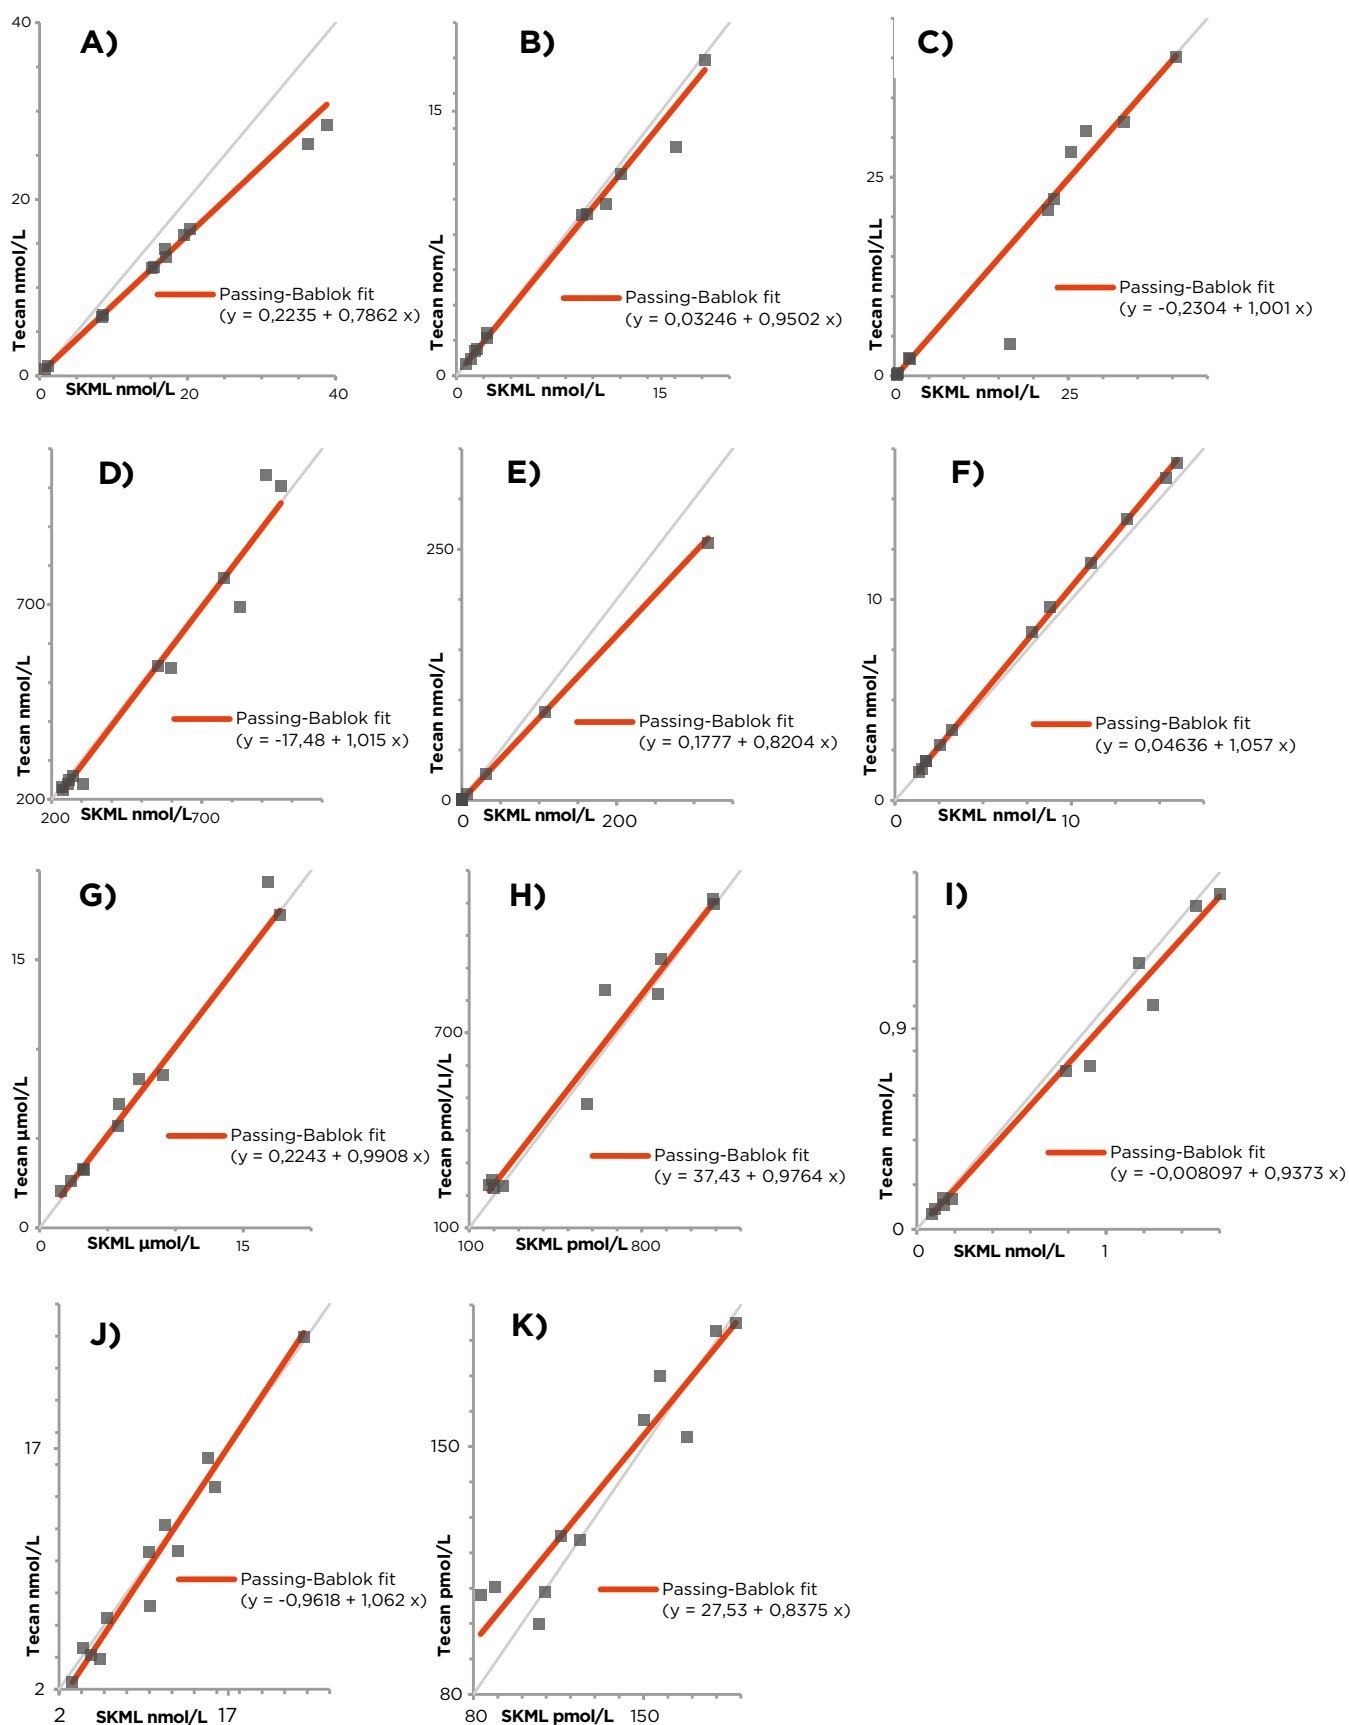 A)
40
20
0
Tecan nmol/L
Passing-Bablok fit
(y = 0,2235 + 0,7862 x)
0 SKML nmol/L 20 40
B)
15
0
Tecan nom/L
Passing-Bablok fit
(y = 0,03246 + 0,9502 x)
0 SKML nmol/L 15
C)
25
0
Tecan nmol/LL
Passing-Bablok fit
(y = -0,2304 + 1,001 x)
0 SKML nmol/L 25
D)
700
200
Tecan nmol/L
Passing-Bablok fit
(y = -17,48 + 1,015 x)
200 SKML nmol/L 700
E)
250
0
Tecan nmol/L
Passing-Bablok fit
(y = 0,1777 + 0,8204 x)
0 SKML nmol/L 200
F)
10
0
Tecan nmol/L
Passing-Bablok fit
(y = 0,04636 + 1,057 x)
0 SKML nmol/L 10
G)
15
0
Tecan µmol/L
Passing-Bablok fit
(y = 0,2243 + 0,9908 x)
0 SKML µmol/L 15
H)
700
100
Tecan pmol/LI/L
Passing-Bablok fit
(y = 37,43 + 0,9764 x)
100 SKML pmol/L 800
I)
0,9
0
Tecan nmol/L
Passing-Bablok fit
(y = -0,008097 + 0,9373 x)
0 SKML nmol/L 1
J)
17
2
Tecan nmol/L
Passing-Bablok fit
(y = -0,9618 + 1,062 x)
2 SKML nmol/L 17
K)
150
80
Tecan pmol/L
Passing-Bablok fit
(y = 27,53 + 0,8375 x)
80 SKML pmol/L 150